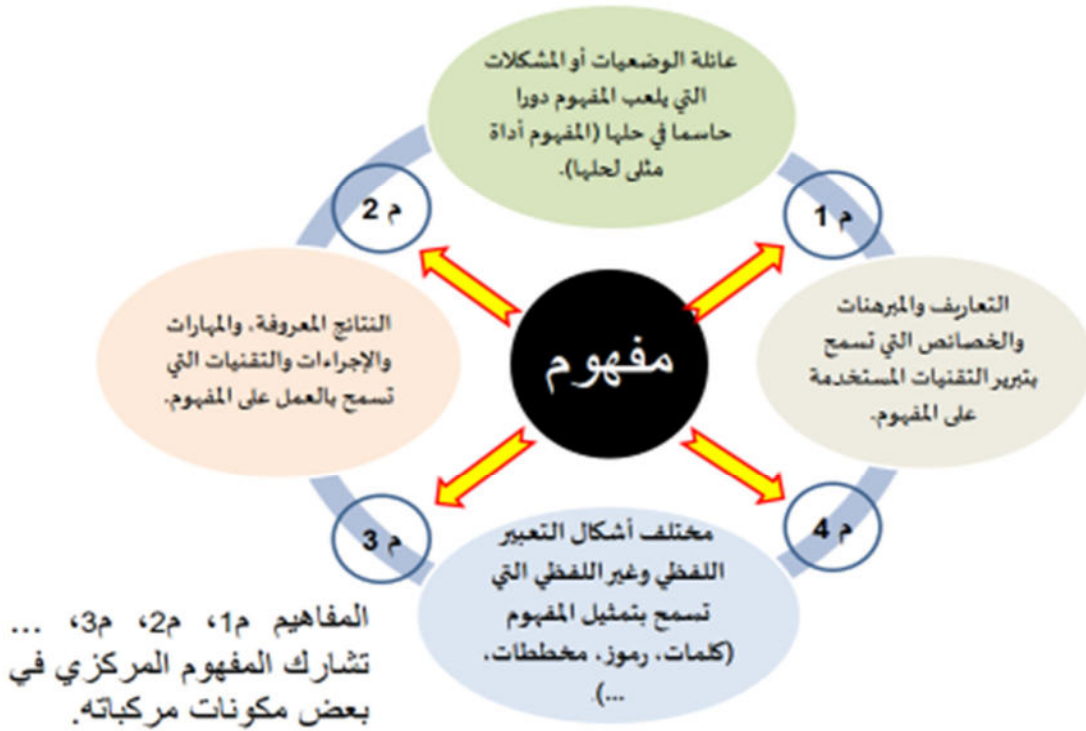 عائلة الوضعيات أو المشكلات
التي يلعب المفهوم دورا
حاسما في حلها (المفهوم أداة
مثلى لحلها).
م 1
م 2
التعاريف والمبرهنات
والخصائص التي تسمح
بتبرير التقنيات المستخدمة
على المفهوم.
مفهوم
النتائج المعروفة، والمهارات
والإجراءات والتقنيات التي
تسمح بالعمل على المفهوم.
م 4
م 3
مختلف أشكال التعبير
اللفظي وغير اللفظي التي
تسمح بتمثيل المفهوم
(كلمات، رموز، مخططات،
...).
المفاهيم م1، م2، م3، ...
تشارك المفهوم المركزي في
بعض مكونات مركباته.